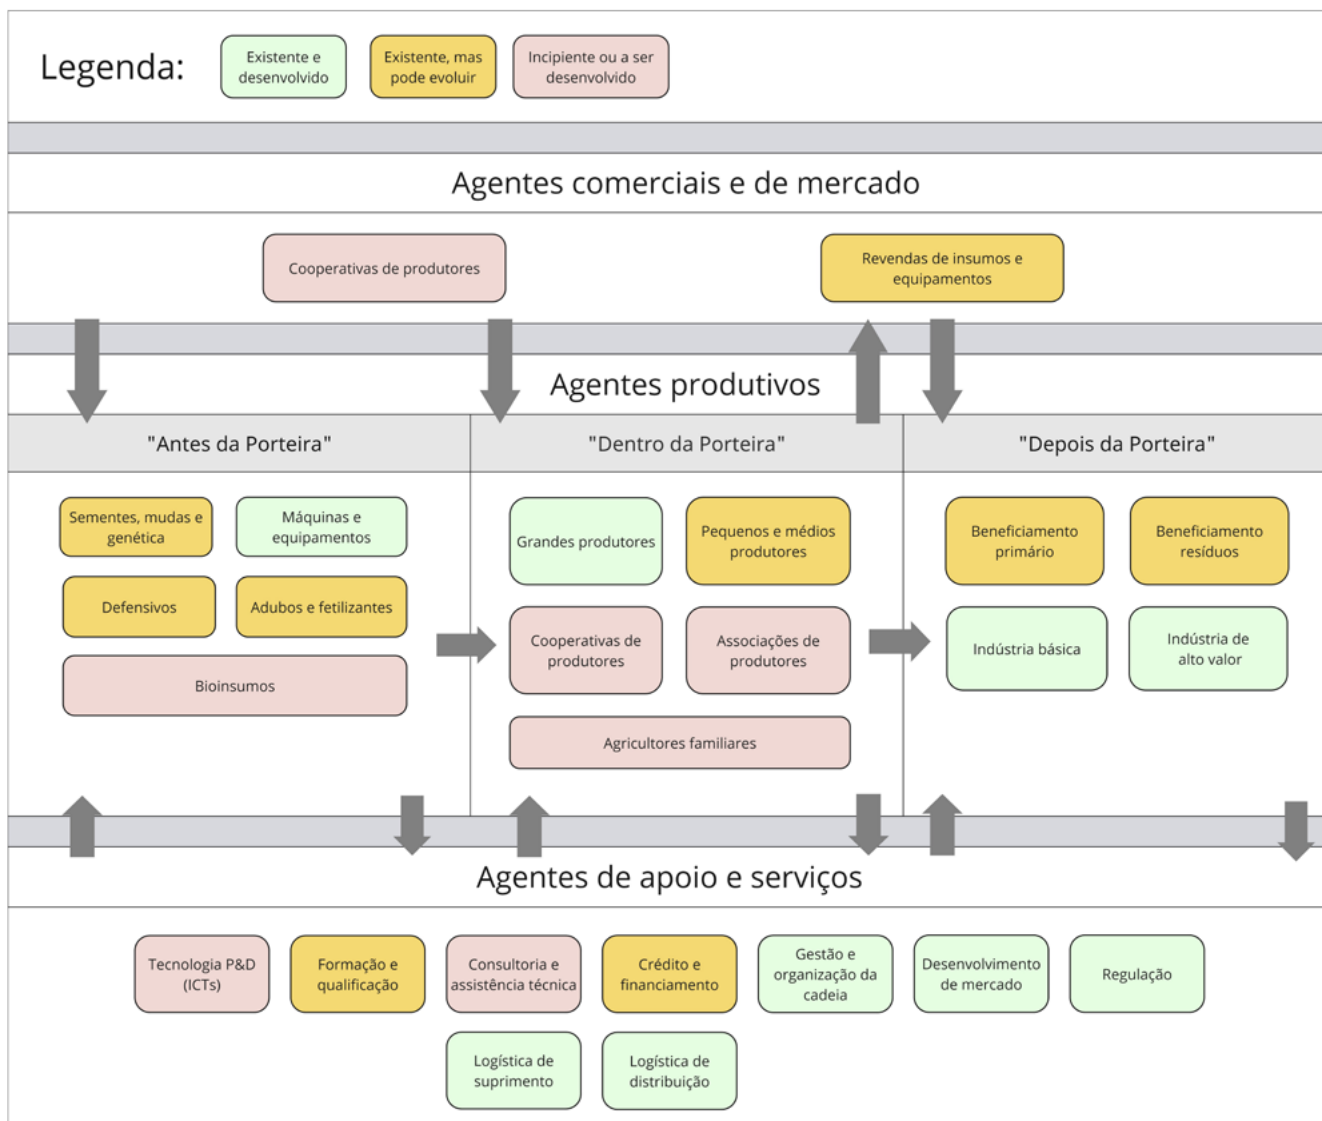 Legenda:
Existente e
desenvolvido
Existente, mas
pode evoluir
Incipiente ou a ser
desenvolvido
Agentes comerciais e de mercado
Cooperativas de produtores
Revendas de insumos e
equipamentos
Agentes produtivos
"Antes da Porteira"
"Dentro da Porteira"
"Depois da Porteira"
Sementes, mudas e
genética
Máquinas e
equipamentos
Defensivos
Adubos e fetilizantes
Bioinsumos
Grandes produtores
Pequenos e médios
produtores
Cooperativas de
produtores
Associações de
produtores
Agricultores familiares
Beneficiamento
primário
Beneficiamento
resíduos
Indústria básica
Indústria de
alto valor
Agentes de apoio e serviços
Tecnologia P&D
(ICTs)
Formação e
qualificação
Consultoria e
assistência técnica
Crédito e
financiamento
Gestão e
organização da
cadeia
Desenvolvimento
de mercado
Regulação
Logística de
suprimento
Logística de
distribuição